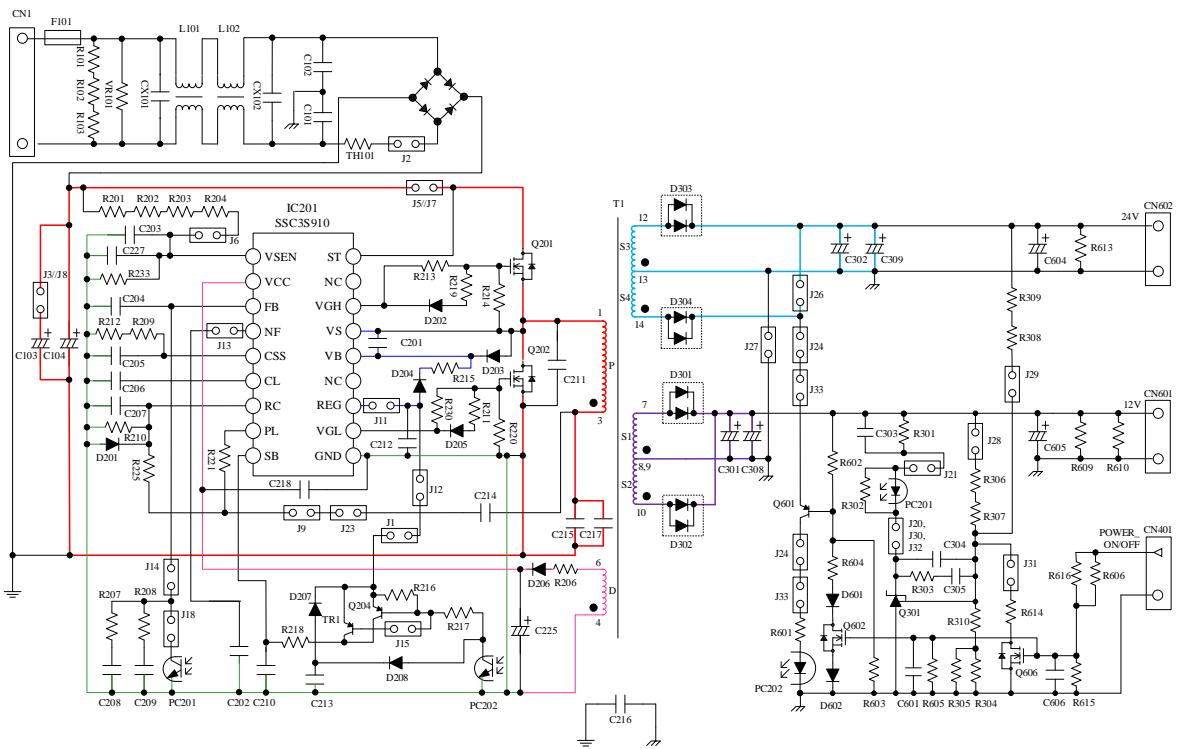 CN1
F101
L101 L102
R101
R102
R103
VR101
CX101
CX102
C102
C101
TH101
J2
J5//J7
R201 R202 R203 R204
C203
J6
C227
R233
IC201
SSC3S910
VSEN
VCC
FB
NF
CSS
CL
RC
PL
SB
ST
NC
VGH
VS
VB
NC
REG
VGL
GND
J3//J8
C103
C104
C204
R212 R209
C205
C206
C207
R210
D201
R225
J13
R221
C218
J9
J23
C214
J11
C212
J12
J1
R213
R219
R214
D202
C201
D204
R215
D203
R230
R211
D205
R220
Q201
Q202
C211
C215
C217
T1
1
P
3
6
D
4
D206 R206
C225
J14
J18
R207
R208
C208 C209
PC201
C202 C210
R218
D207
TR1
Q204
R216
R217
J15
D208
C213
PC202
C216
12
S3
13
S4
14
7
S1
8,9
S2
10
D303
D304
D301
D302
C302
C309
24V
CN602
C604
R613
J26
J27
J24
J33
R309
R308
J29
12V
CN601
C301
C308
C303
R301
J28
J21
C605
R609
R610
R602
R302
PC201
R306
R307
Q601
J20,
J30,
J32
C304
R303
C305
Q301
POWER_
ON/OFF
CN401
J24
J33
R604
D601
Q602
R601
PC202
D602
R603
C601
R605
R305
R304
R310
J31
R614
Q606
C606
R615
R616
R606